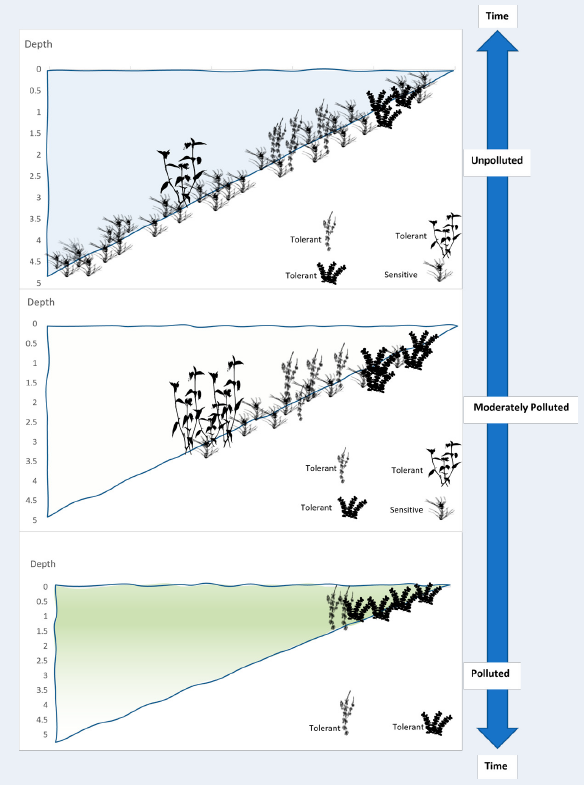 Time
Depth
0
0.5
1
1.5
2
2.5
3
3.5
4
4.5
5
Unpolluted
Tolerant
Tolerant
Tolerant
Sensitive
Depth
0
0.5
1
1.5
2
2.5
3
3.5
4
4.5
5
Moderately Polluted
Tolerant
Tolerant
Tolerant
Sensitive
Depth
0
0.5
1
1.5
2
2.5
3
3.5
4
4.5
5
Polluted
Tolerant
Tolerant
Time